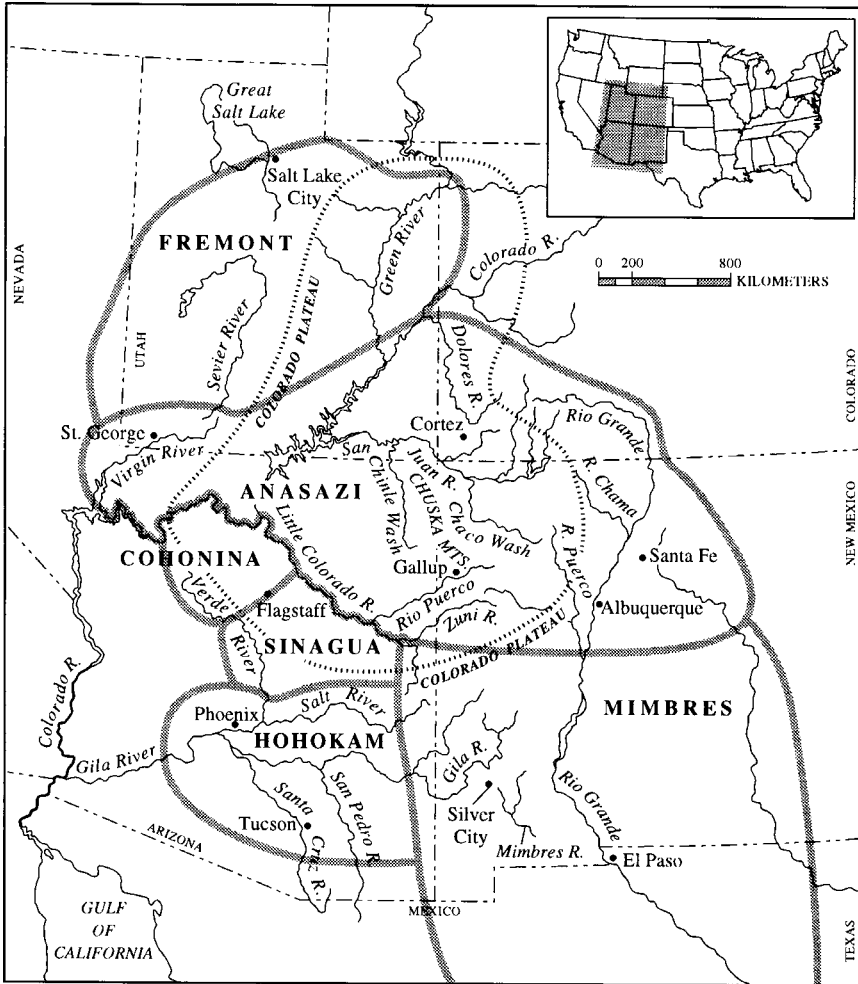 Great
Salt Lake
Salt Lake
City
FREMONT
Green River
Colorado R.
0 200 800
KILOMETERS
NEVADA
UTAH
Sevier River
COLORADO PLATEAU
Dolores R.
COLORADO
St. George
Virgin River
Cortez
Rio Grande
San Juan R.
Chinle Wash
ANASAZI
CHUSKA MTS.
Chaco Wash
R. Chama
NEW MEXICO
COHONINA
Little Colorado R.
Gallup
R. Puerco
Santa Fe
Verde River
Flagstaff
Rio Puerco
Zuni R.
Albuquerque
SINAGUA
COLORADO PLATEAU
Colorado R.
Phoenix
Salt River
MIMBRES
HOHOKAM
Gila River
Gila R.
Santa Cruz R.
San Pedro R.
Tucson
Silver
City
Rio Grande
Mimbres R.
El Paso
ARIZONA
MEXICO
GULF
OF
CALIFORNIA
TEXAS